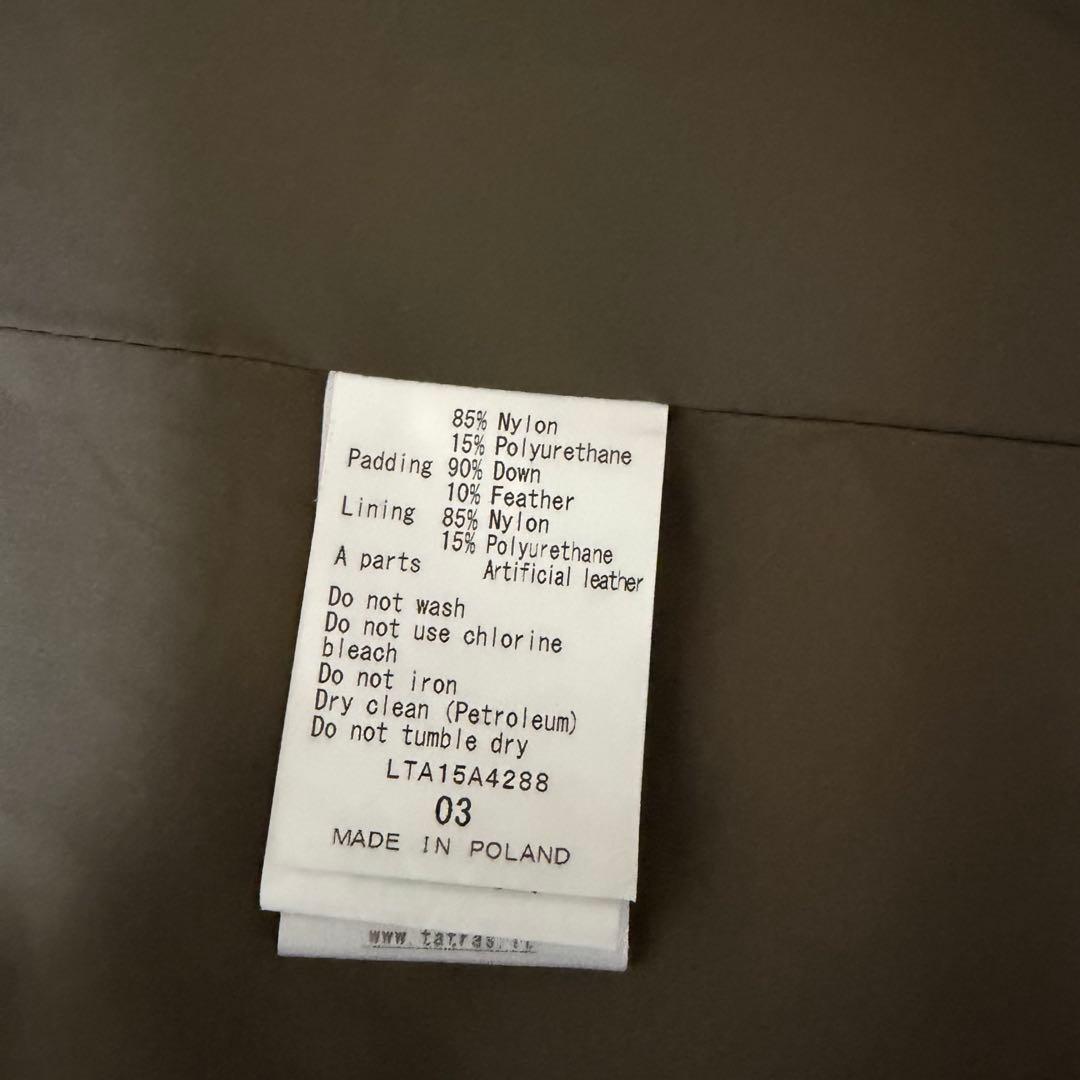 85% Nylon
15% Polyurethane
Padding 90% Down
10% Feather
Lining 85% Nylon
15% Polyurethane
A parts Artificial leather
Do not wash
Do not use chlorine
bleach
Do not iron
Dry clean (Petroleum)
Do not tumble dry
LTA15A4288
03
MADE IN POLAND